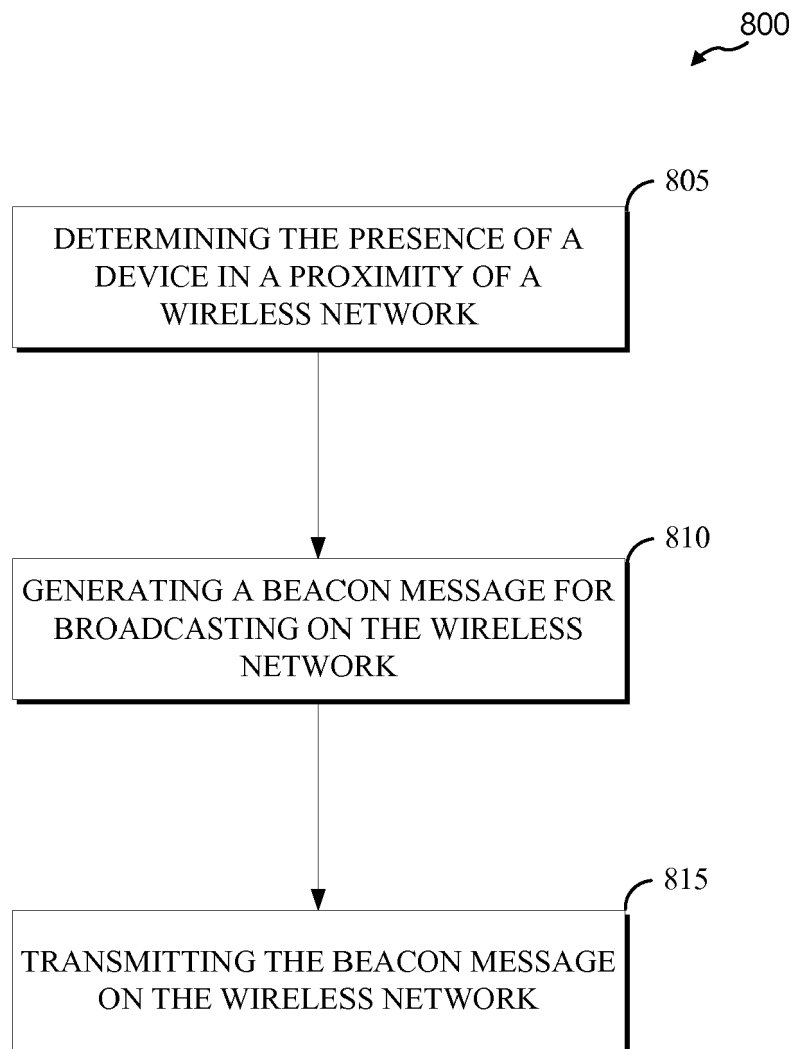 800
805
DETERMINING THE PRESENCE OF A
DEVICE IN A PROXIMITY OF A
WIRELESS NETWORK
810
GENERATING A BEACON MESSAGE FOR
BROADCASTING ON THE WIRELESS
NETWORK
815
TRANSMITTING THE BEACON MESSAGE
ON THE WIRELESS NETWORK